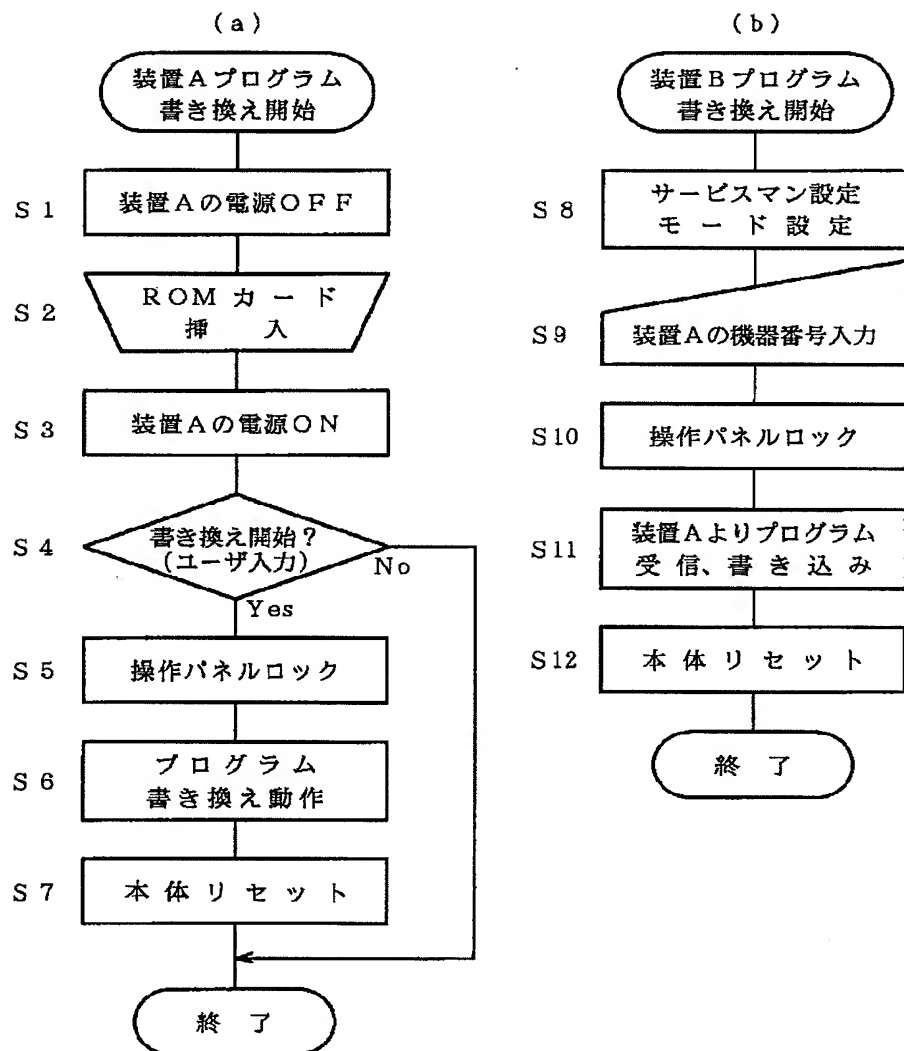 (a)
装置Aプログラム
書き換え開始
S1
装置Aの電源OFF
S2
ROMカード
挿入
S3
装置Aの電源ON
S4
書き換え開始?
(ユーザ入力)
No
Yes
S5
操作パネルロック
S6
プログラム
書き換え動作
S7
本体リセット
終了
(b)
装置Bプログラム
書き換え開始
S8
サービスマン設定
モード設定
S9
装置Aの機器番号入力
S10
操作パネルロック
S11
装置Aよりプログラム
受信、書き込み
S12
本体リセット
終了